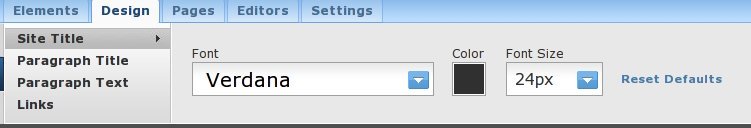 Elements Design Pages Editors Settings
Site Title
Paragraph Title
Paragraph Text
Links
Font Color Font Size
Verdana 24px Reset Defaults